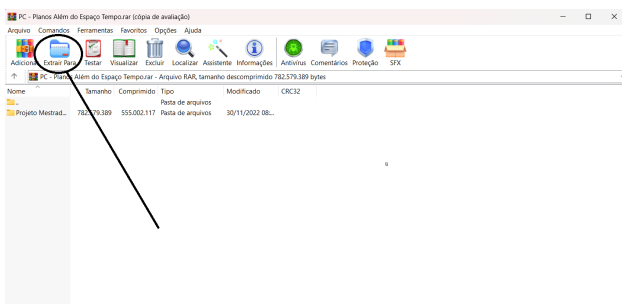 PC - Planos Além do Espaço Tempo.rar (cópia de avaliação)
Arquivo Comandos Ferramentas Favoritos Opções Ajuda
Adicionar Extrair Para Testar Visualizar Excluir Localizar Assistente Informações Antivírus Comentários Proteção SFX
PC - Planos Além do Espaço Tempo.rar - Arquivo RAR, tamanho descomprimido 782.579.389 bytes
Nome Tamanho Comprimido Tipo Modificado CRC32
.. Pasta de arquivos
Projeto Mestrad... 782.579.389 555.002.117 Pasta de arquivos 30/11/2022 08:...